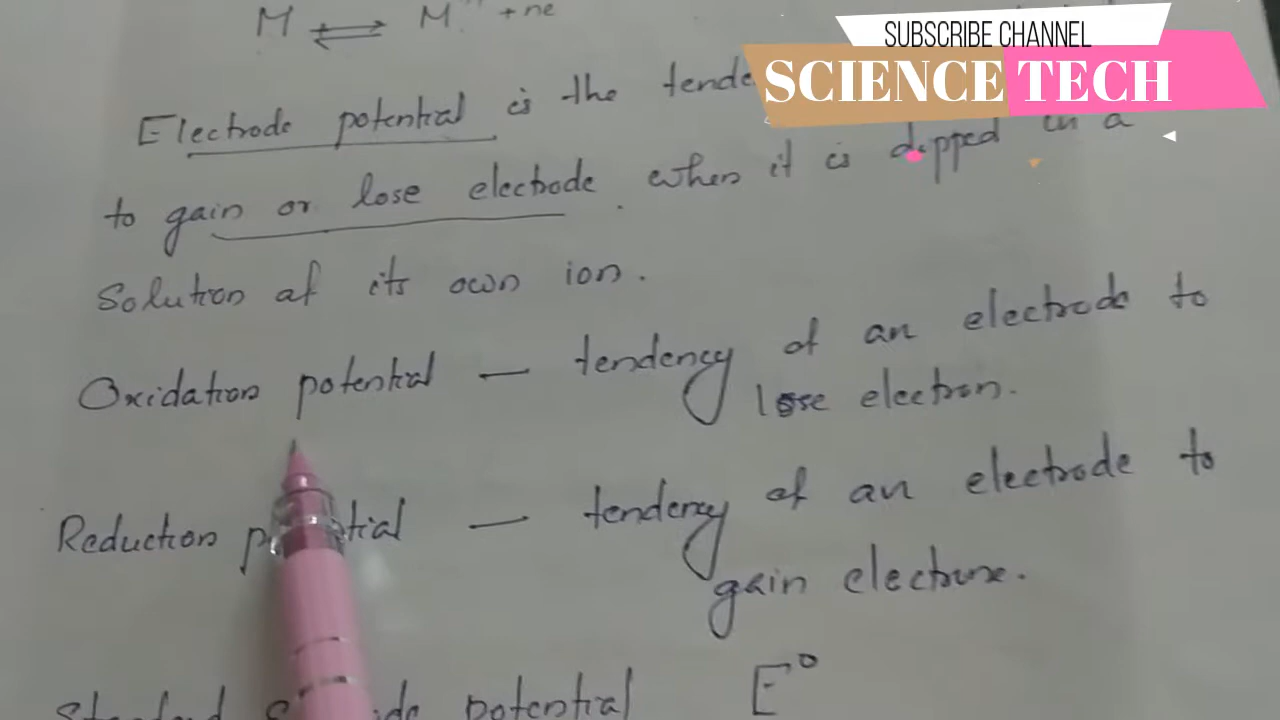 M ⇌ M +ne
SUBSCRIBE CHANNEL
SCIENCE TECH
Electrode potential is the tende
to gain or lose electrode when it is dipped in a
Solution of its own ion.
Oxidation potential — tendency of an electrode to
lose electron.
Reduction p tial — tendency of an electrode to
gain electrone.
potential E°